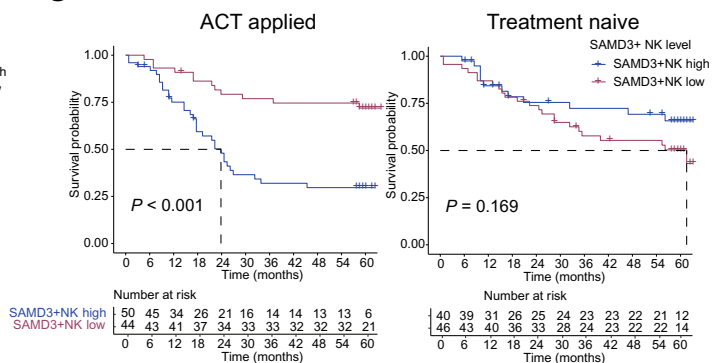 ACT applied
Treatment naive
SAMD3+ NK level
SAMD3+NK high
SAMD3+NK low
Survival probability
1.00
0.75
0.50
0.25
0.00
P < 0.001
0 6 12 18 24 30 36 42 48 54 60
Time (months)
Survival probability
1.00
0.75
0.50
0.25
0.00
P = 0.169
0 6 12 18 24 30 36 42 48 54 60
Time (months)
Number at risk
SAMD3+NK high 50 45 34 26 21 16 14 14 13 13 6
SAMD3+NK low 44 43 41 37 34 33 33 32 32 32 21
0 6 12 18 24 30 36 42 48 54 60
Time (months)
Number at risk
40 39 31 26 25 24 23 23 22 21 12
46 43 40 36 33 28 24 23 22 22 14
0 6 12 18 24 30 36 42 48 54 60
Time (months)